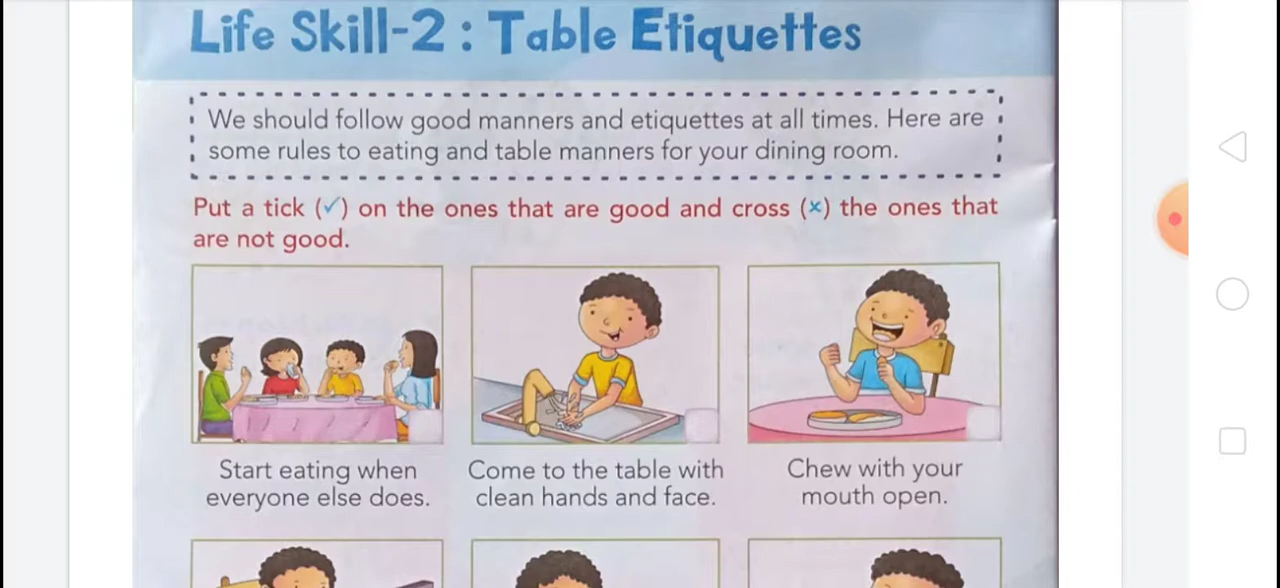 Life Skill-2 : Table Etiquettes
We should follow good manners and etiquettes at all times. Here are
some rules to eating and table manners for your dining room.
Put a tick (✓) on the ones that are good and cross (×) the ones that
are not good.
Start eating when
everyone else does.
Come to the table with
clean hands and face.
Chew with your
mouth open.